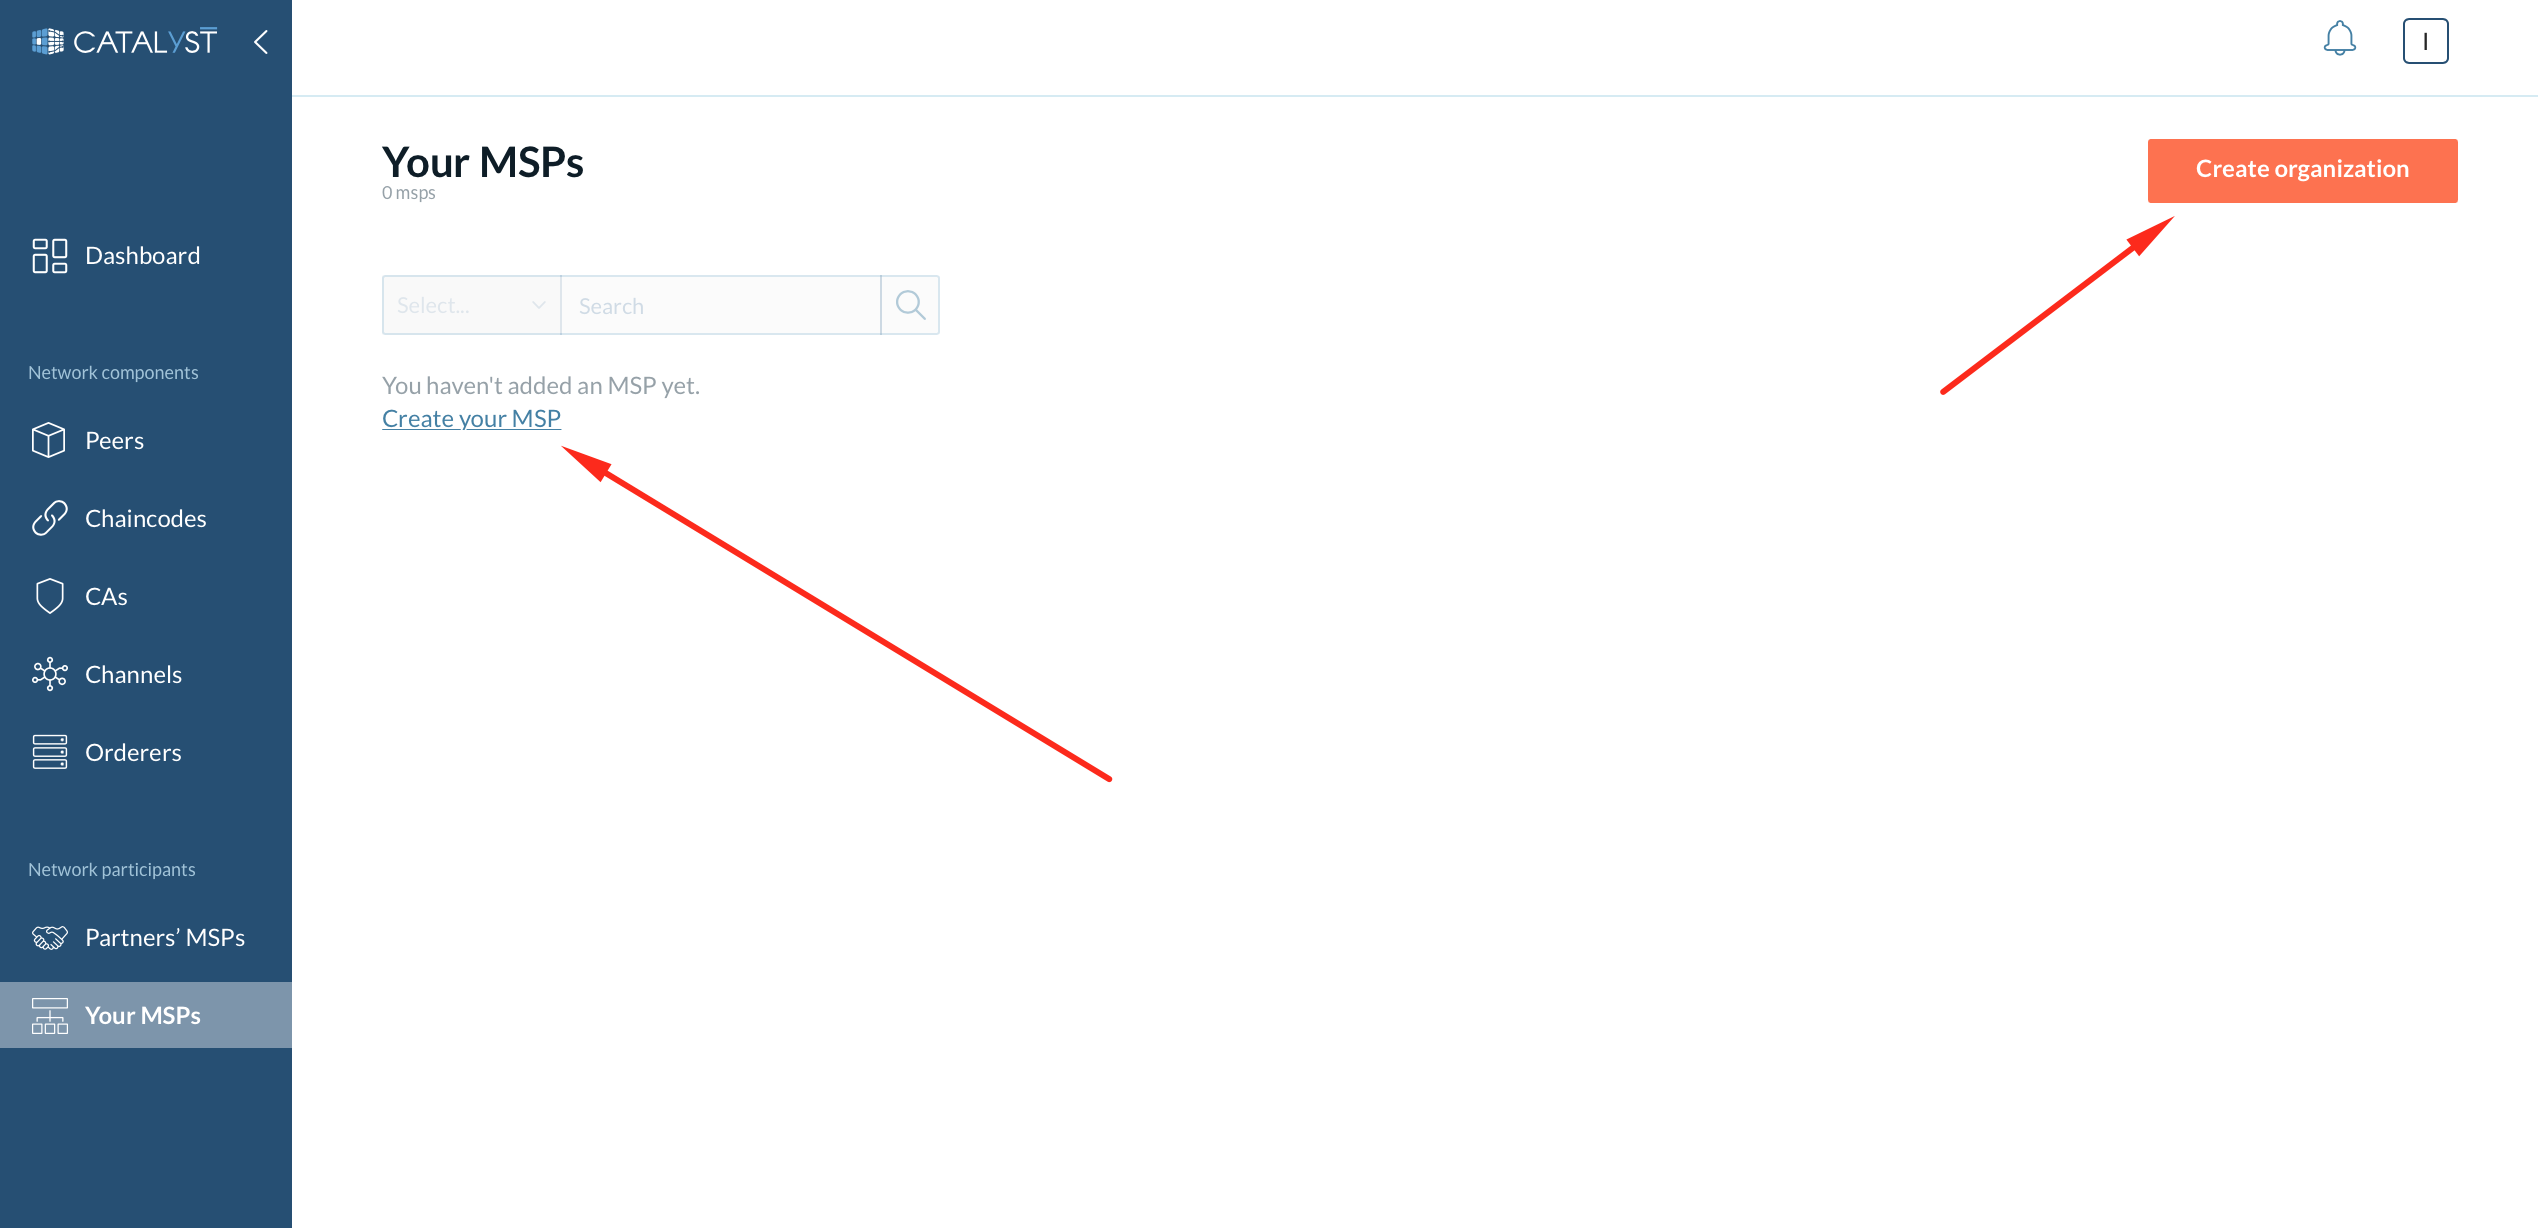 CATALYST
I
Dashboard
Network components
Peers
Chaincodes
CAs
Channels
Orderers
Network participants
Partners’ MSPs
Your MSPs
Your MSPs
0 msps
Create organization
Select...
Search
You haven't added an MSP yet.
Create your MSP